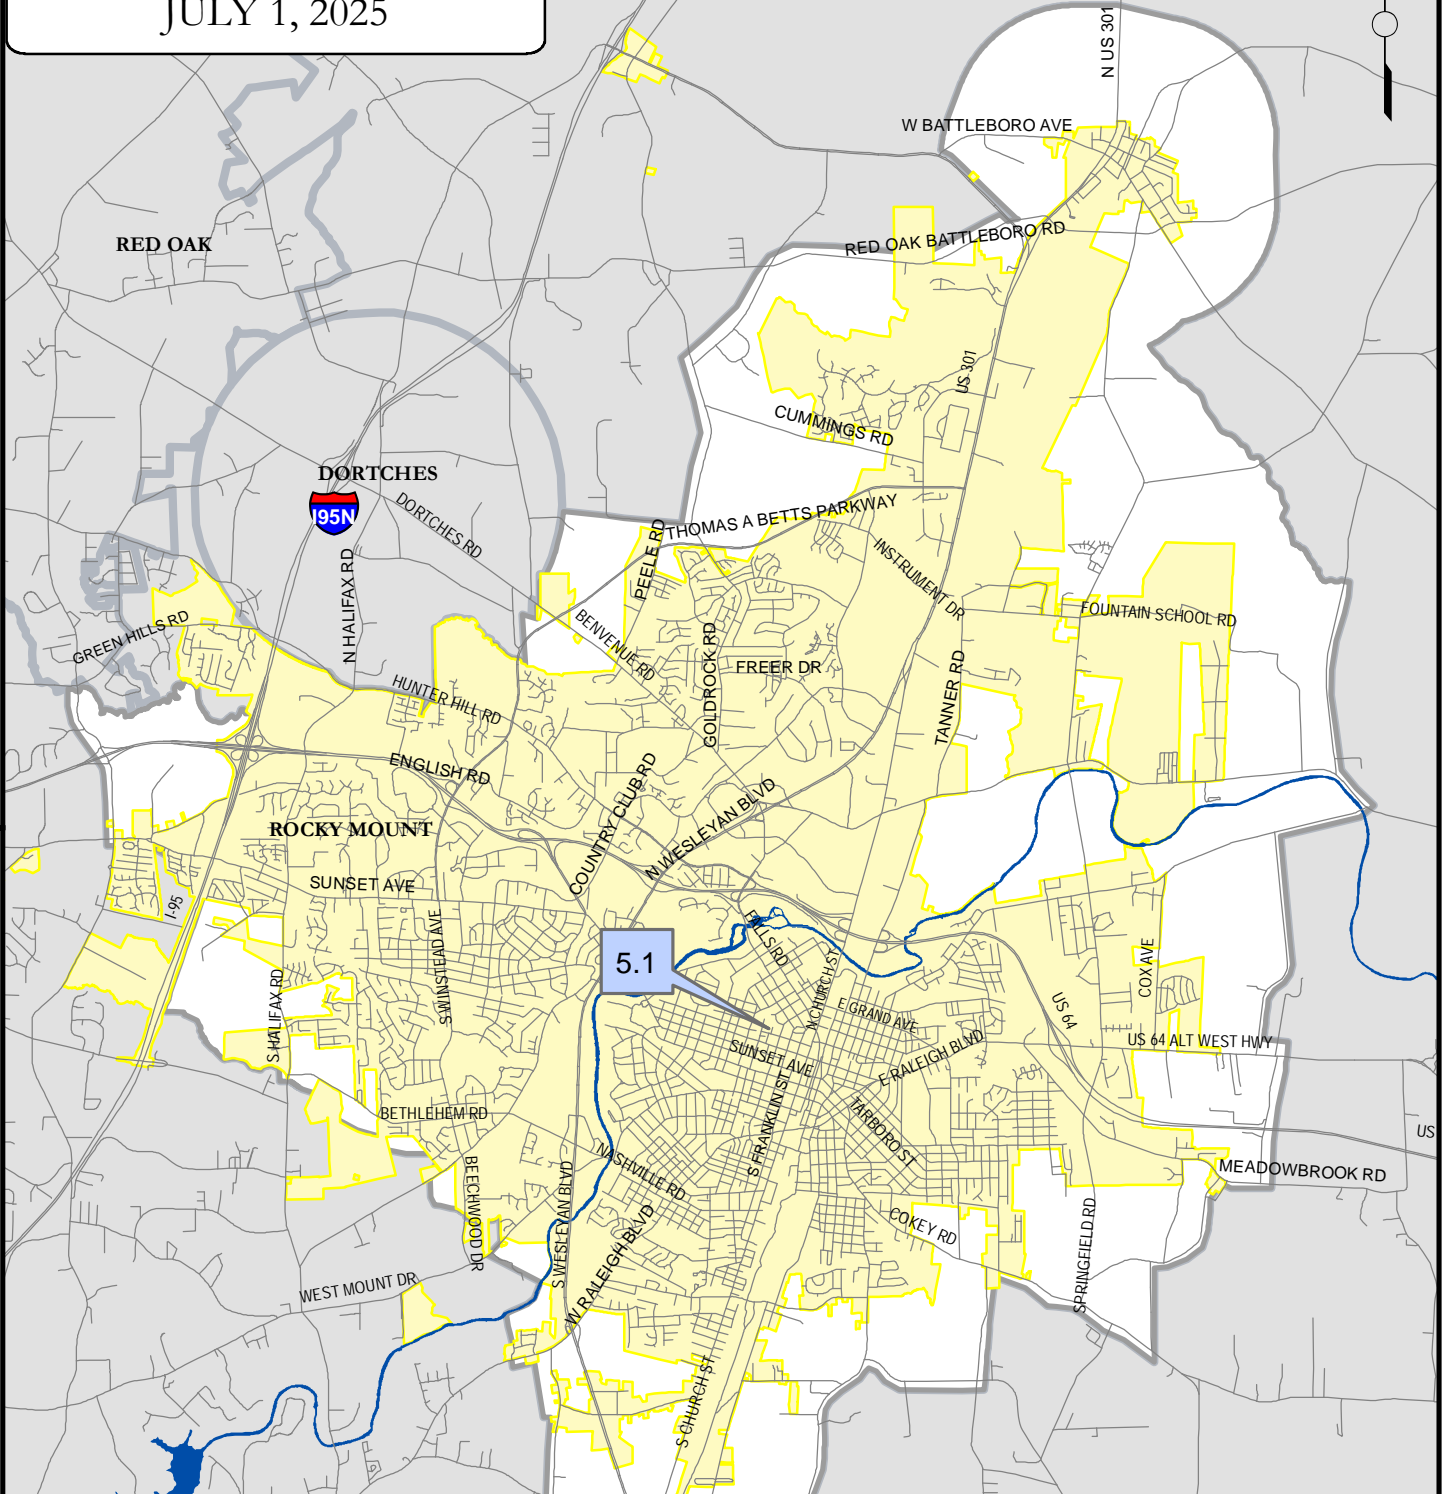 JULY 1, 2025
N US 301
W BATTLEBORO AVE
RED OAK
RED OAK BATTLEBORO RD
US 301
CUMMINGS RD
DORTCHES
I95N
DORTCHES RD
THOMAS A BETTS PARKWAY
PEELE RD
INSTRUMENT DR
N HALIFAX RD
GREEN HILLS RD
FOUNTAIN SCHOOL RD
BENVENUE RD
GOLDROCK RD
FREER DR
TANNER RD
HUNTER HILL RD
ENGLISH RD
COUNTRY CLUB RD
N WESLEYAN BLVD
ROCKY MOUNT
SUNSET AVE
I-95
S WINSTEAD AVE
FALLS RD
5.1
N CHURCH ST
COX AVE
S HALIFAX RD
E GRAND AVE
US 64
US 64 ALT WEST HWY
SUNSET AVE
E RALEIGH BLVD
BETHLEHEM RD
S FRANKLIN ST
TARBORO ST
US
NASHVILLE RD
MEADOWBROOK RD
BEECHWOOD DR
S WESLEYAN BLVD
W RALEIGH BLVD
COKEY RD
SPRINGFIELD RD
WEST MOUNT DR
S CHURCH ST